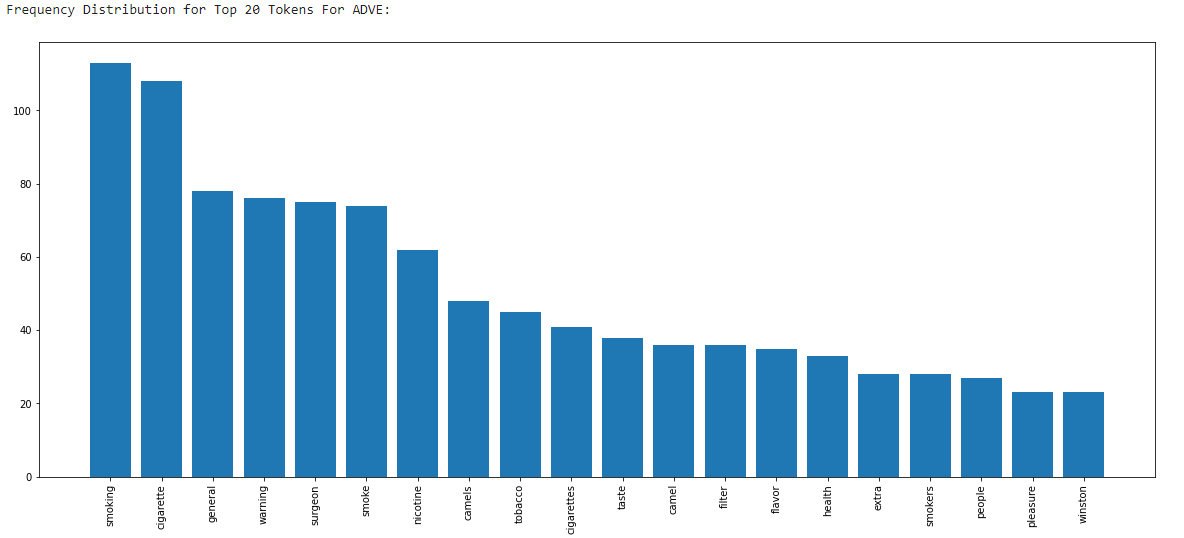 Frequency Distribution for Top 20 Tokens For ADVE:
100
80
60
40
20
0
smoking
cigarette
general
warning
surgeon
smoke
nicotine
camels
tobacco
cigarettes
taste
camel
filter
flavor
health
extra
smokers
people
pleasure
winston